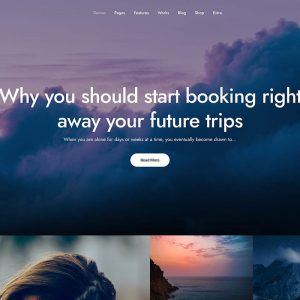 Demos Pages Features Works Blog Shop Extra
Why you should start booking right
away your future trips
When you are alone for days or weeks at a time, you eventually become drawn to...
Read More